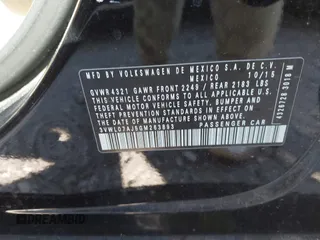 MFD BY VOLKSWAGEN DE MEXICO S.A. DE C.V.
MEXICO 10/15
GVWR4321 GAWR FRONT 2249 / REAR 2183 LBS
THIS VEHICLE CONFORMS TO ALL APPLICABLE
FEDERAL MOTOR VEHICLE SAFETY, BUMPER, AND
THEFT PREVENTION STANDARDS IN EFFECT ON THE
DATE OF MANUFACTURE SHOWN ABOVE
PASSENGER CAR
DREAMBID